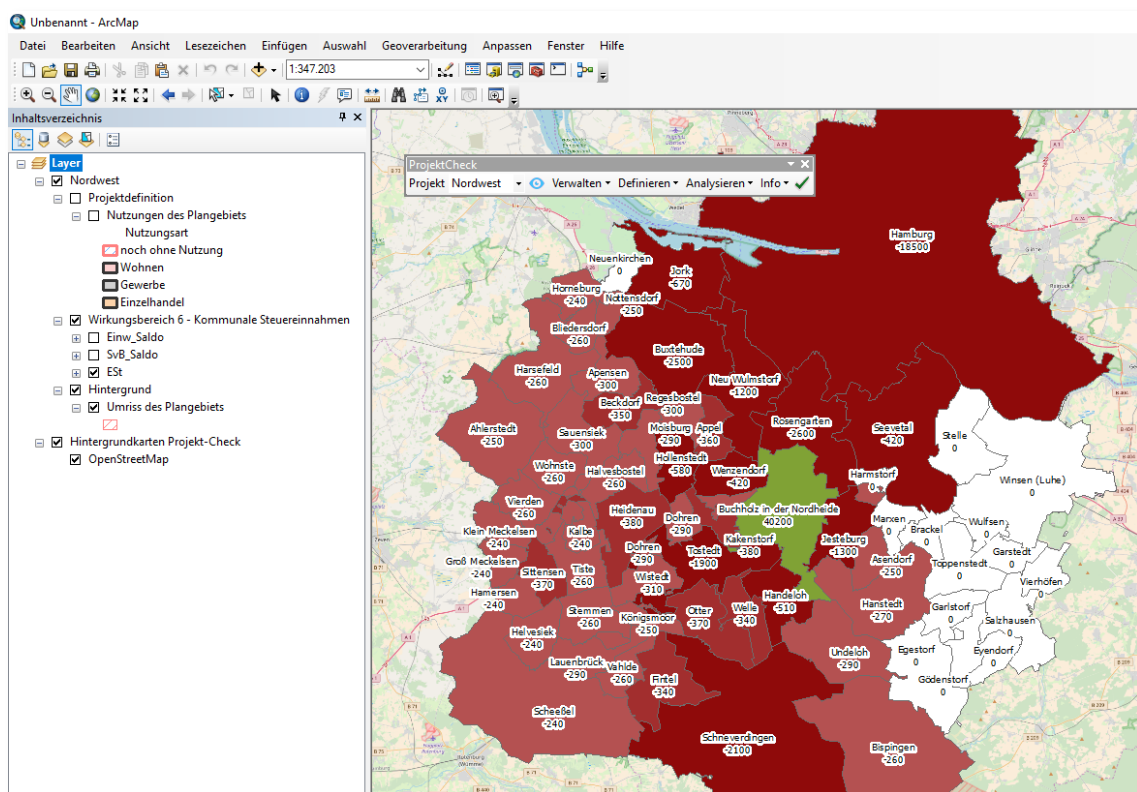 Unbenannt - ArcMap
Datei Bearbeiten Ansicht Lesezeichen Einfügen Auswahl Geoverarbeitung Anpassen Fenster Hilfe
1:347.203
Inhaltsverzeichnis
Layer
Nordwest
Projektdefinition
Nutzungen des Plangebiets
Nutzungsart
noch ohne Nutzung
Wohnen
Gewerbe
Einzelhandel
Wirkungsbereich 6 - Kommunale Steuereinnahmen
Einw_Saldo
SvB_Saldo
ESt
Hintergrund
Umriss des Plangebiets
Hintergrundkarten Projekt-Check
OpenStreetMap
ProjektCheck
Projekt Nordwest Verwalten Definieren Analysieren Info
Hamburg
-18500
Neuenkirchen
0
Jork
-670
Horneburg
-240
Nottensdorf
-250
Bliedersdorf
-260
Buxtehude
-2500
Harsefeld
-260
Apensen
-300
Neu Wulmstorf
-1200
Beckdorf
-350
Regesbostel
-300
Ahlerstedt
-250
Sauensiek
-300
Moisburg
-290
Appel
-360
Rosengarten
-2600
Seevetal
-420
Stelle
0
Hollenstedt
-580
Wohnste
-260
Halvesbostel
-260
Wenzendorf
-420
Harmstorf
0
Winsen (Luhe)
0
Vierden
-260
Heidenau
-380
Dohren
-290
Buchholz in der Nordheide
40200
Marxen
0
Brackel
0
Wulfsen
0
Klein Meckelsen
-240
Kalbe
-240
Dohren
-290
Tostedt
-1900
Kakenstorf
-380
Jesteburg
-1300
Garstedt
0
Groß Meckelsen
-240
Sittensen
-370
Tiste
-260
Wistedt
-310
Asendorf
-250
Toppenstedt
0
Vierhöfen
0
Hamersen
-240
Stemmen
-260
Königsmoor
-250
Otter
-370
Welle
-340
Handeloh
-510
Hanstedt
-270
Garlstorf
0
Salzhausen
0
Helvesiek
-240
Lauenbrück
-290
Vahlde
-260
Fintel
-340
Undeloh
-290
Egestorf
0
Eyendorf
0
Gödenstorf
0
Scheeßel
-240
Schneverdingen
-2100
Bispingen
-260